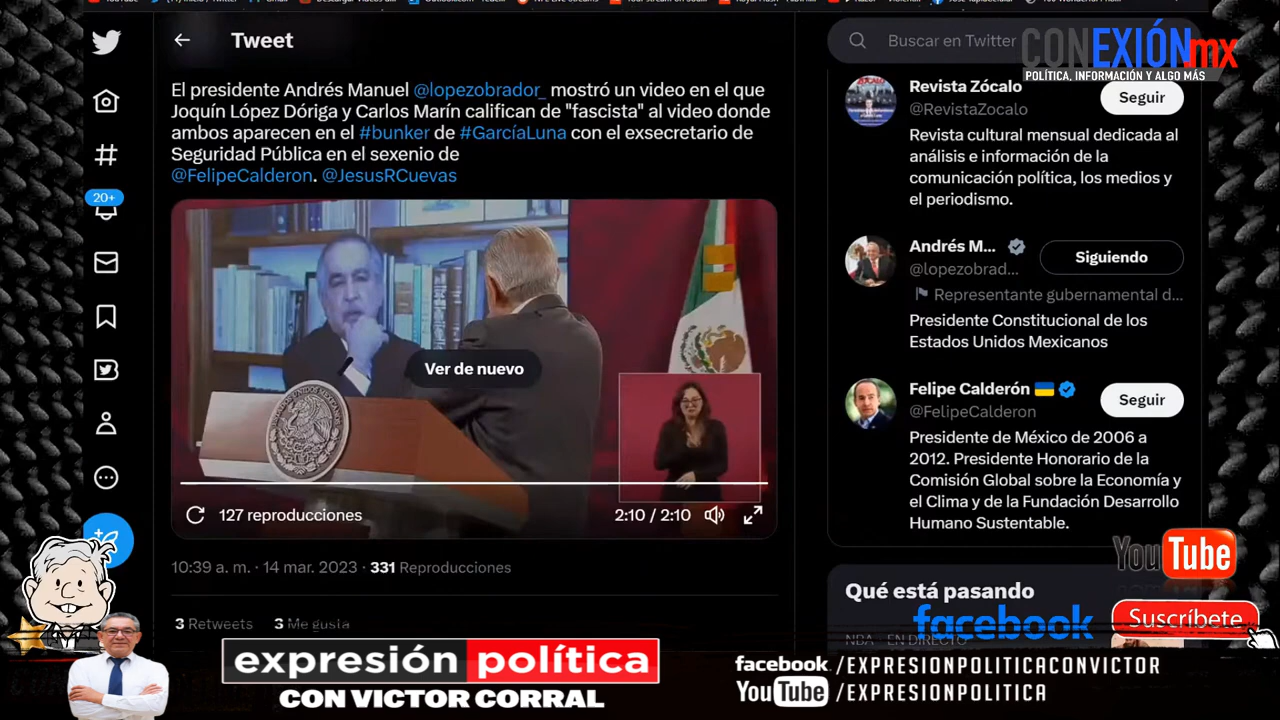 Tweet
El presidente Andrés Manuel @lopezobrador_ mostró un video en el que
Joquín López Dóriga y Carlos Marín califican de "fascista" al video donde
ambos aparecen en el #bunker de #GarcíaLuna con el exsecretario de
Seguridad Pública en el sexenio de
@FelipeCalderon. @JesusRCuevas
20+
Ver de nuevo
127 reproducciones
2:10 / 2:10
10:39 a. m. · 14 mar. 2023 · 331 Reproducciones
3 Retweets 3 Me gusta
Buscar en Twitter
CONEXIÓNmx
POLÍTICA, INFORMACIÓN Y ALGO MÁS
Revista Zócalo
@RevistaZocalo
Seguir
Revista cultural mensual dedicada al
análisis e información de la
comunicación política, los medios y
el periodismo.
Andrés M...
@lopezobrad...
Siguiendo
Representante gubernamental d...
Presidente Constitucional de los
Estados Unidos Mexicanos
Felipe Calderón
@FelipeCalderon
Seguir
Presidente de México de 2006 a
2012. Presidente Honorario de la
Comisión Global sobre la Economía y
el Clima y de la Fundación Desarrollo
Humano Sustentable.
YouTube
Qué está pasando
facebook
Suscríbete
NBA EN DIRECTO
expresión política
CON VICTOR CORRAL
facebook /EXPRESIONPOLITICACONVICTOR
YouTube /EXPRESIONPOLITICA